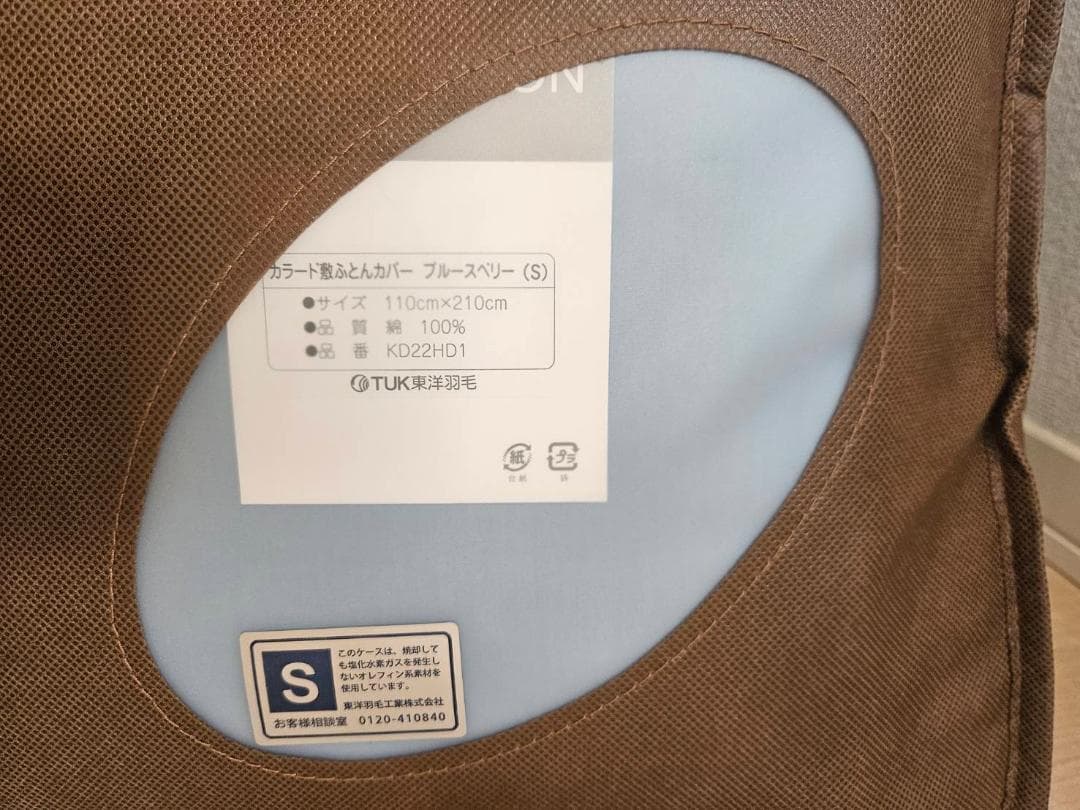 ON
カラード敷ふとんカバー ブルースベリー (S)
●サイズ 110cm×210cm
●品 質 綿 100%
●品 番 KD22HD1
TUK東洋羽毛
紙 プラ
台紙 袋
S
このケースは、焼却して
も塩化水素ガスを発生し
ないオレフィン系素材を
使用しています。
東洋羽毛工業株式会社
お客様相談室 0120-410840